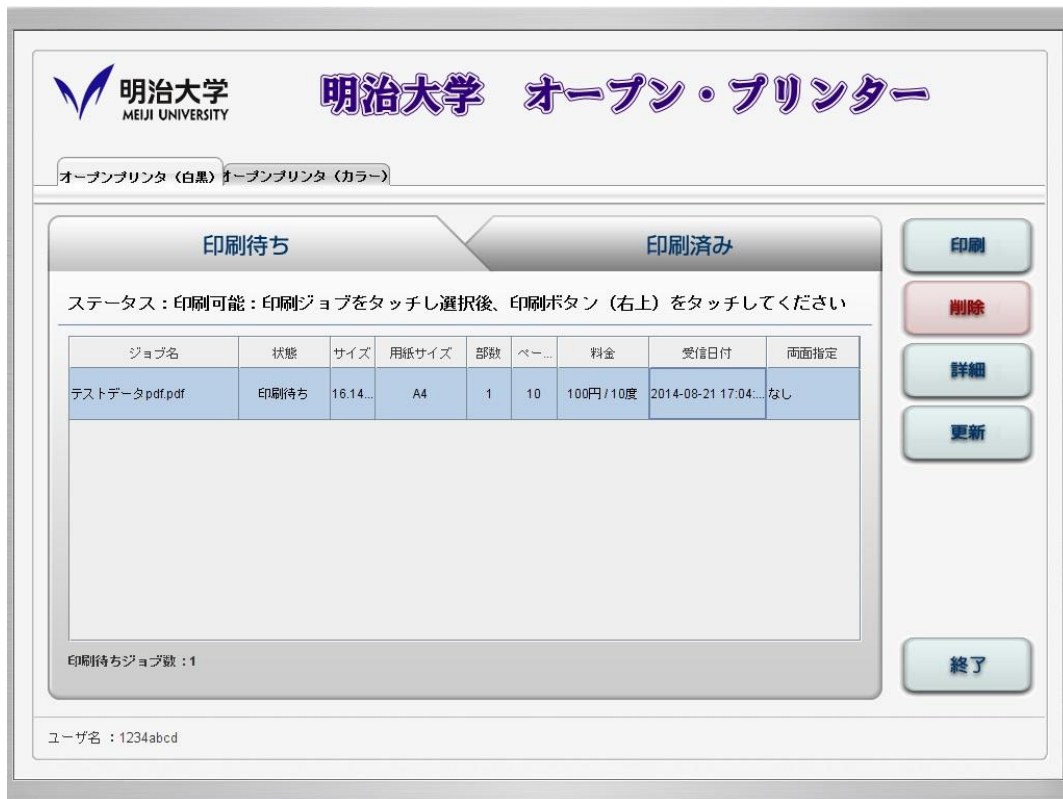 明治大学
MEIJI UNIVERSITY
明治大学 オープン・プリンター
オープンプリンタ（白黒） オープンプリンタ（カラー）
印刷待ち 印刷済み
ステータス：印刷可能：印刷ジョブをタッチし選択後、印刷ボタン（右上）をタッチしてください
ジョブ名 状態 サイズ 用紙サイズ 部数 ペー... 料金 受信日付 両面指定
テストデータpdf.pdf 印刷待ち 16.14... A4 1 10 100円 / 10度 2014-08-21 17:04:... なし
印刷待ちジョブ数：1
印刷
削除
詳細
更新
終了
ユーザ名 ：1234abcd